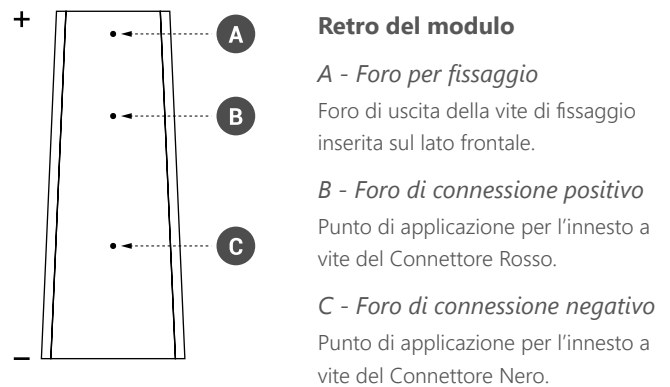 +
A
B
C
–
Retro del modulo
A - Foro per fissaggio
Foro di uscita della vite di fissaggio
inserita sul lato frontale.
B - Foro di connessione positivo
Punto di applicazione per l’innesto a
vite del Connettore Rosso.
C - Foro di connessione negativo
Punto di applicazione per l’innesto a
vite del Connettore Nero.